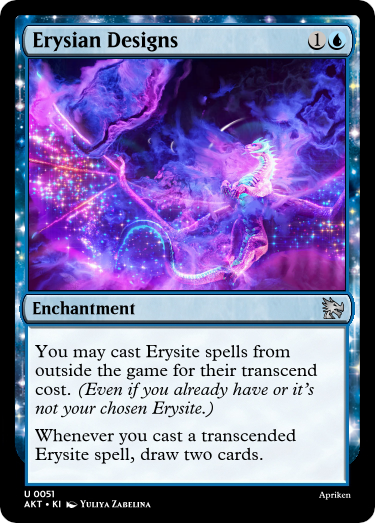 Erysian Designs 1
Enchantment
You may cast Erysite spells from
outside the game for their transcend
cost. (Even if you already have or it's
not your chosen Erysite.)
Whenever you cast a transcended
Erysite spell, draw two cards.
U 0051
Apriken
AKT • KI Yuliya Zabelina